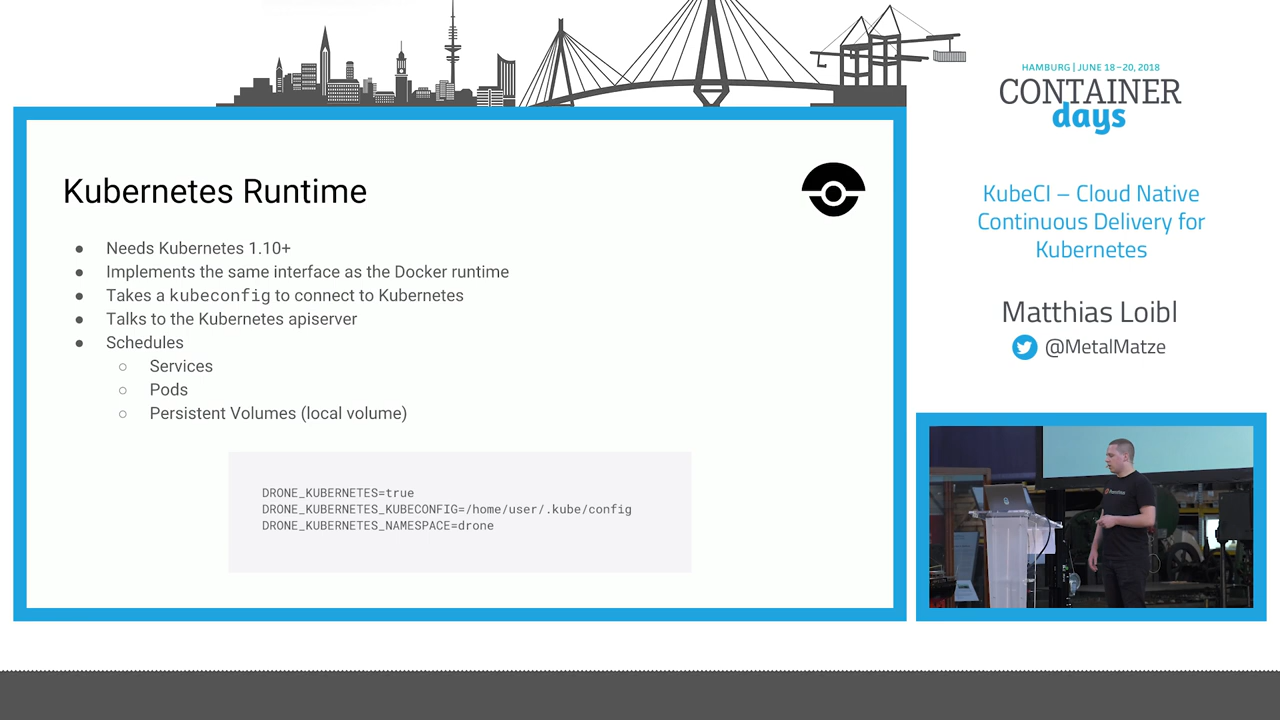 HAMBURG | JUNE 18–20, 2018
CONTAINER
days
Kubernetes Runtime
● Needs Kubernetes 1.10+
● Implements the same interface as the Docker runtime
● Takes a kubeconfig to connect to Kubernetes
● Talks to the Kubernetes apiserver
● Schedules
○ Services
○ Pods
○ Persistent Volumes (local volume)
DRONE_KUBERNETES=true
DRONE_KUBERNETES_KUBECONFIG=/home/user/.kube/config
DRONE_KUBERNETES_NAMESPACE=drone
KubeCI – Cloud Native
Continuous Delivery for
Kubernetes
Matthias Loibl
@MetalMatze